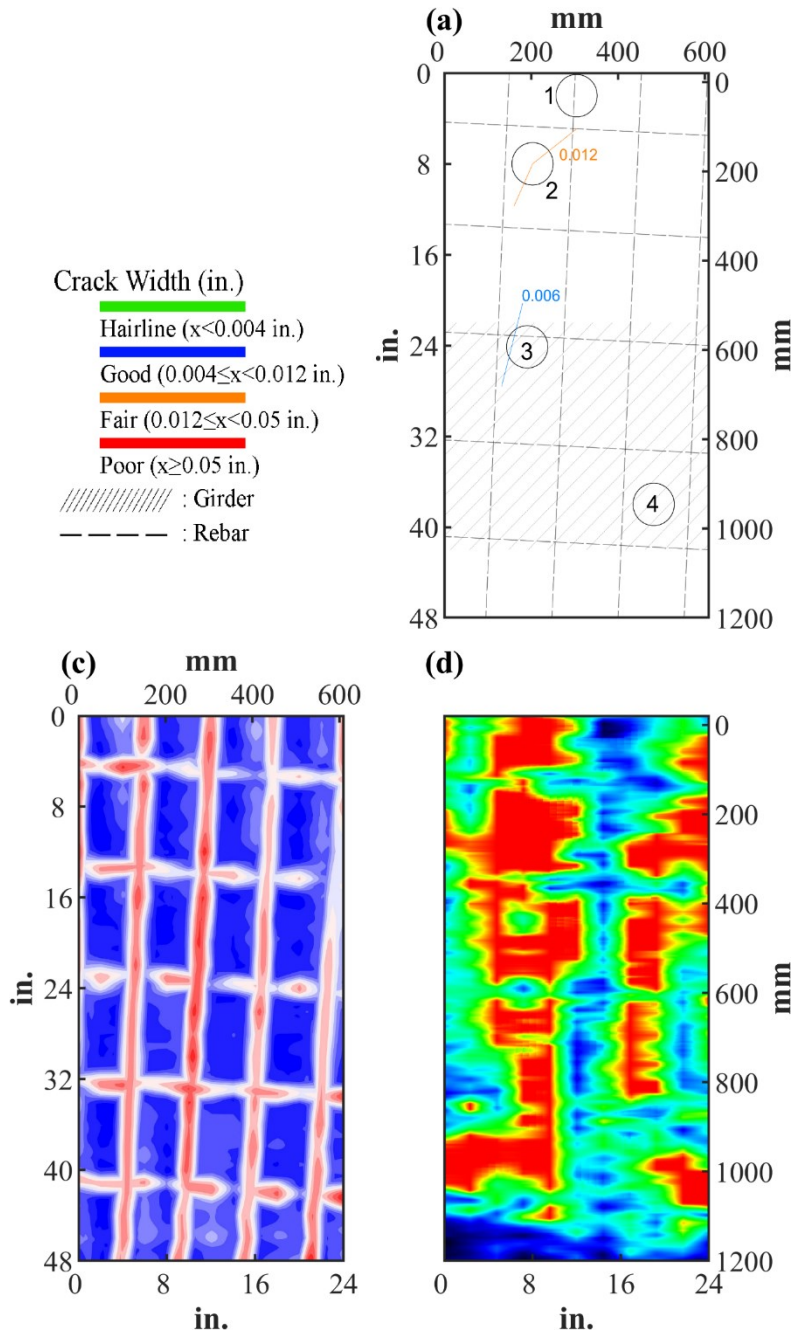 (a)
mm
0 200 400 600
0
8
16
24
32
40
48
in.
0
200
400
600
800
1000
1200
mm
1
0.012
2
0.006
3
4
Crack Width (in.)
Hairline (x<0.004 in.)
Good (0.004≤x<0.012 in.)
Fair (0.012≤x<0.05 in.)
Poor (x≥0.05 in.)
: Girder
: Rebar
(c)
mm
0 200 400 600
0
8
16
24
32
40
48
in.
0 8 16 24
in.
(d)
0
200
400
600
800
1000
1200
mm
0 8 16 24
in.